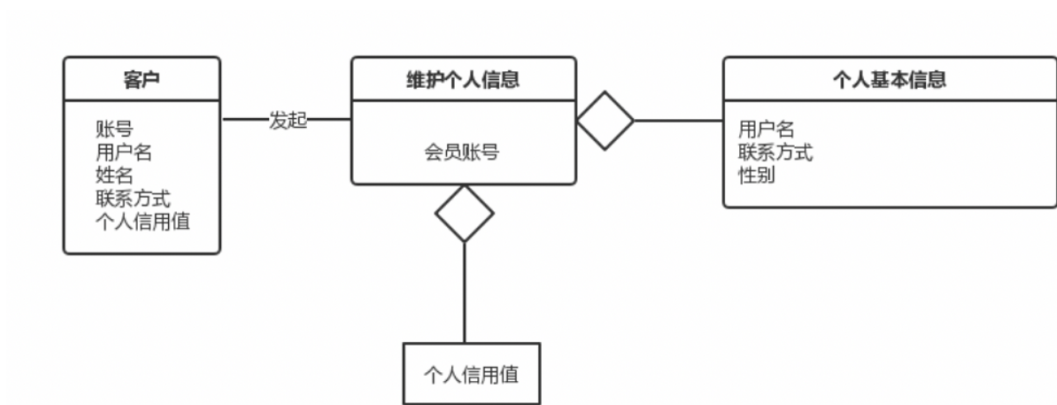 客户
账号
用户名
姓名
联系方式
个人信用值
发起
维护个人信息
会员账号
个人基本信息
用户名
联系方式
性别
个人信用值